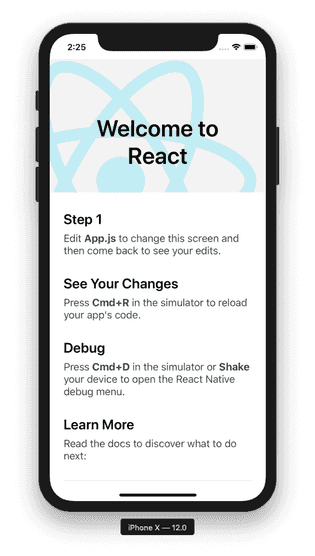 2:25
Welcome to
React
Step 1
Edit App.js to change this screen and
then come back to see your edits.
See Your Changes
Press Cmd+R in the simulator to reload
your app's code.
Debug
Press Cmd+D in the simulator or Shake
your device to open the React Native
debug menu.
Learn More
Read the docs to discover what to do
next:
iPhone X — 12.0